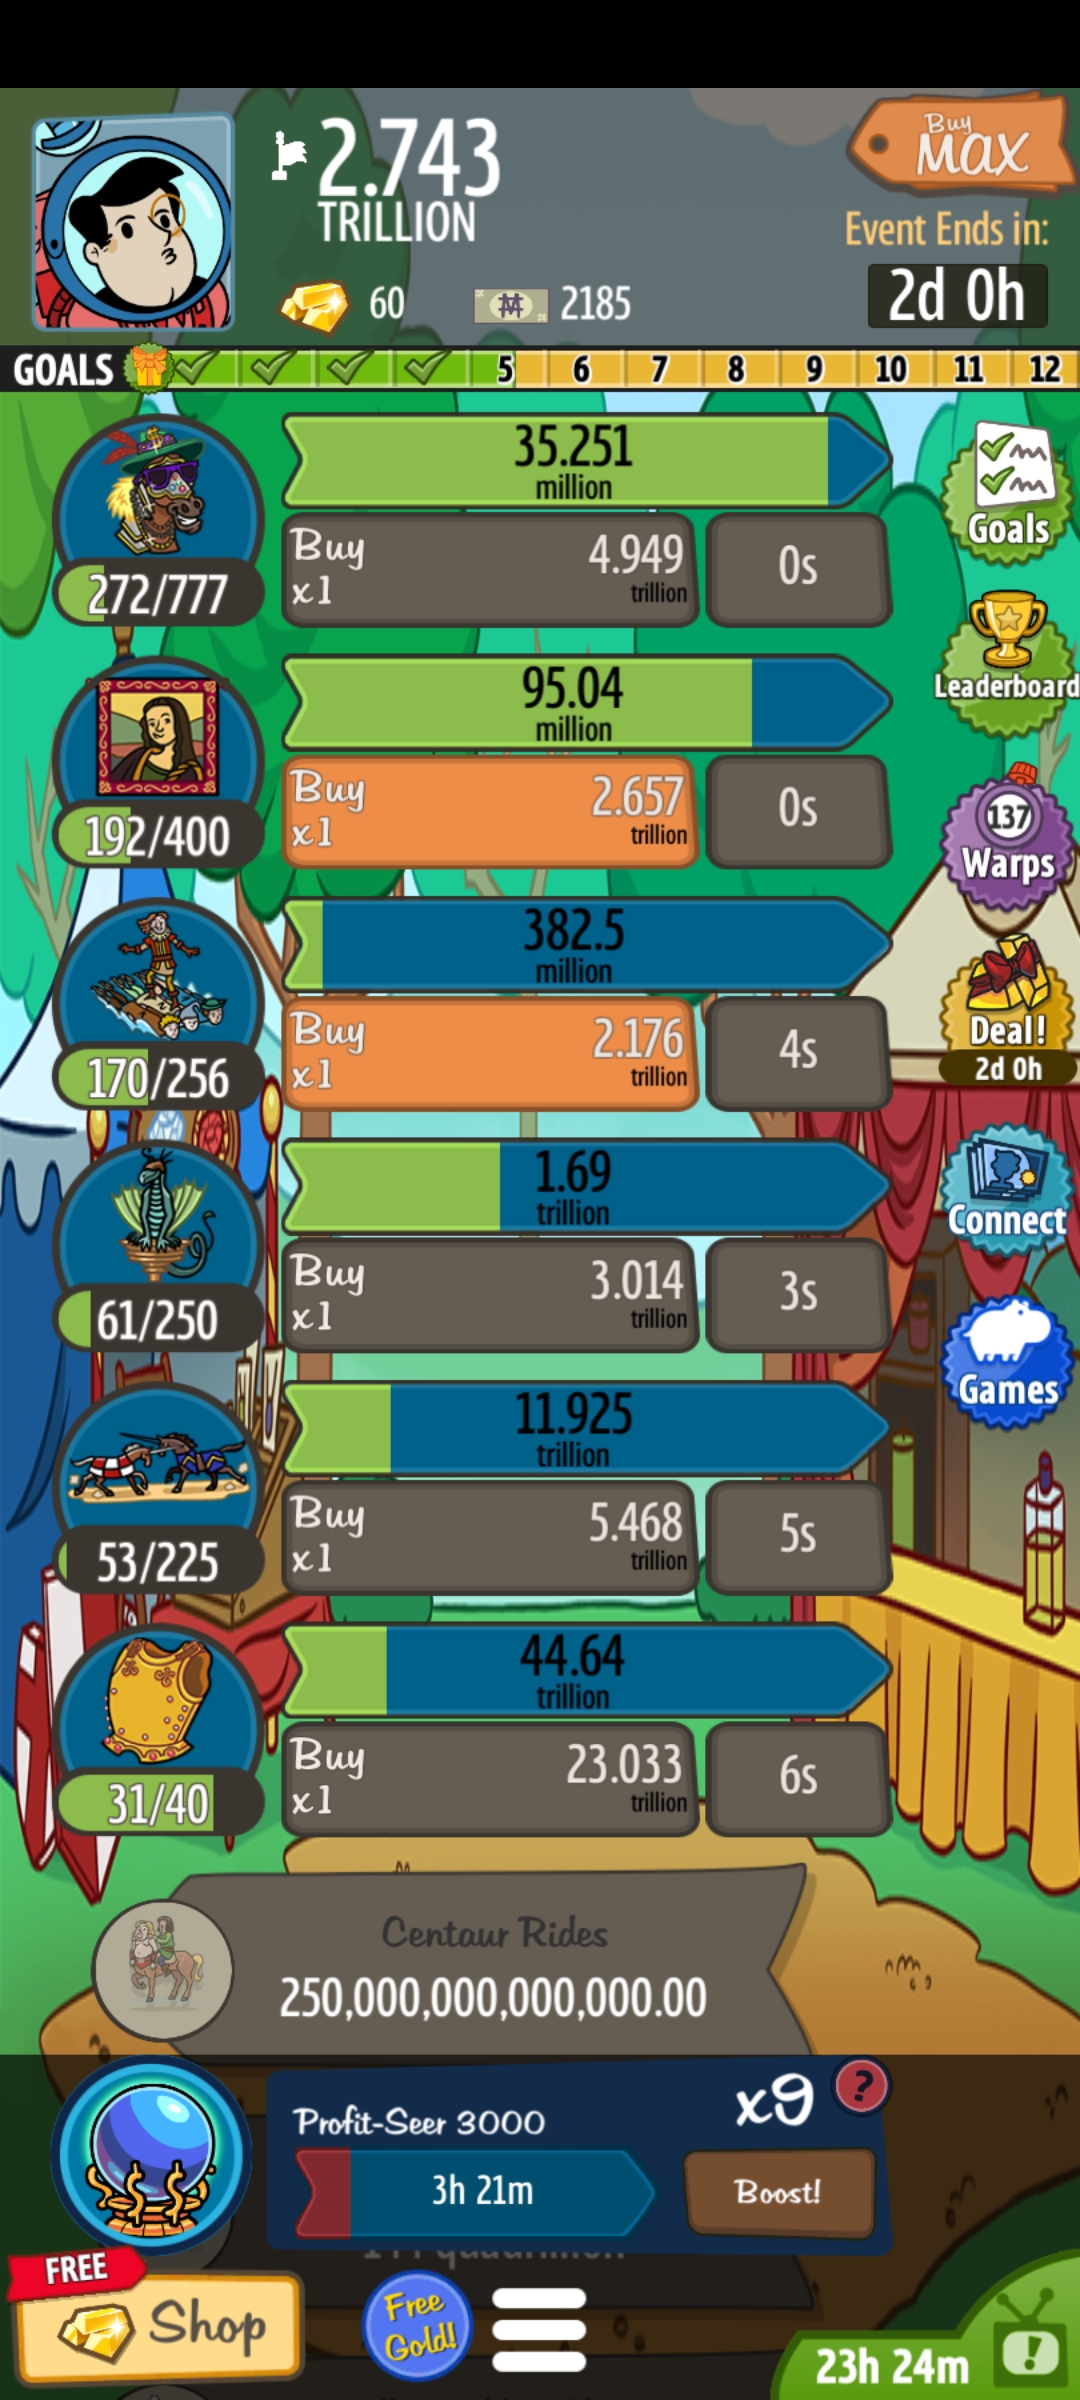 2.743
TRILLION
60
2185
Buy
MAX
Event Ends in:
2d 0h
GOALS
5 6 7 8 9 10 11 12
35.251
million
Buy
x1
4.949
trillion
0s
272/777
Goals
Leaderboard
95.04
million
Buy
x1
2.657
trillion
0s
192/400
137
Warps
382.5
million
Buy
x1
2.176
trillion
4s
170/256
Deal!
2d 0h
1.69
trillion
Buy
x1
3.014
trillion
3s
61/250
Connect
Games
11.925
trillion
Buy
x1
5.468
trillion
5s
53/225
44.64
trillion
Buy
x1
23.033
trillion
6s
31/40
Centaur Rides
250,000,000,000,000.00
Profit-Seer 3000
x9
?
3h 21m
Boost!
FREE
Shop
Free
Gold!
23h 24m
!